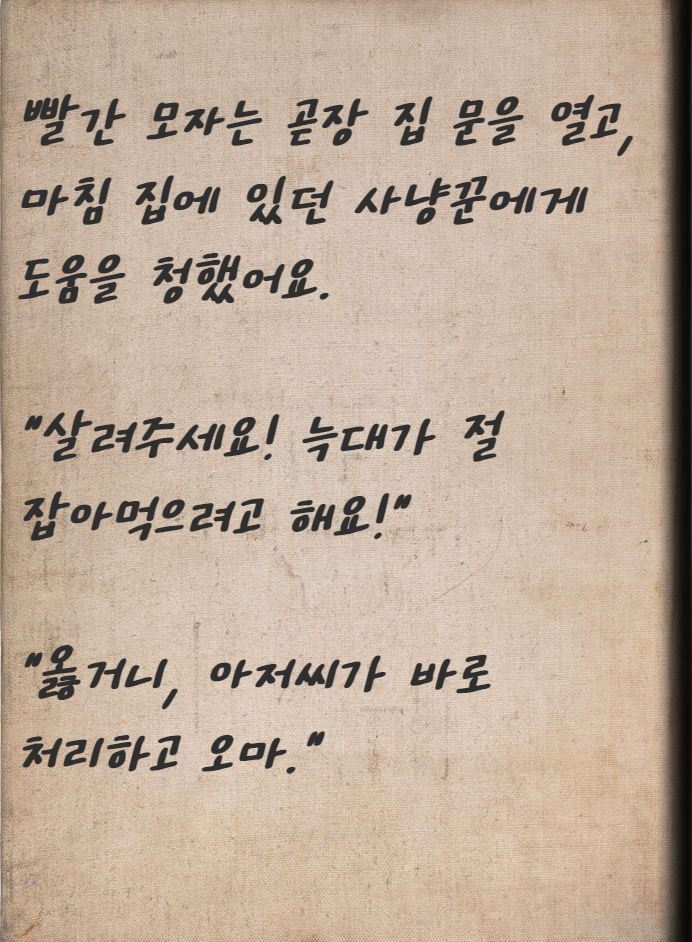 빨간 모자는 곧장 집 문을 열고,
마침 집에 있던 사냥꾼에게
도움을 청했어요.
"살려주세요! 늑대가 절
잡아먹으려고 해요!"
"옳거니, 아저씨가 바로
처리하고 오마."